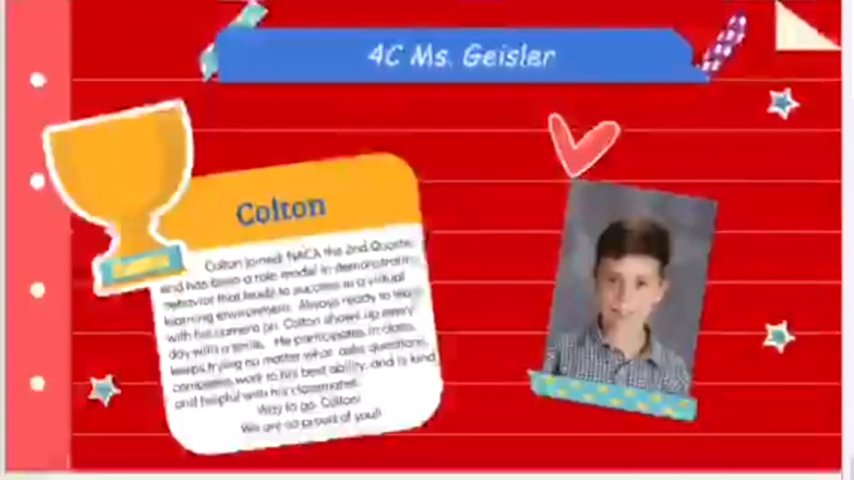 4C Ms. Geisler
Colton
Colton joined NACA the 2nd Quarter
and has been a role model in demonstrating
behavior that leads to success in a virtual
learning environment. Always ready to learn
with his camera on, Colton shows up every
day with a smile. He participates in class,
keeps trying no matter what, asks questions,
completes work to his best ability, and is kind
and helpful with his classmates.
Way to go, Colton!
We are so proud of you!!